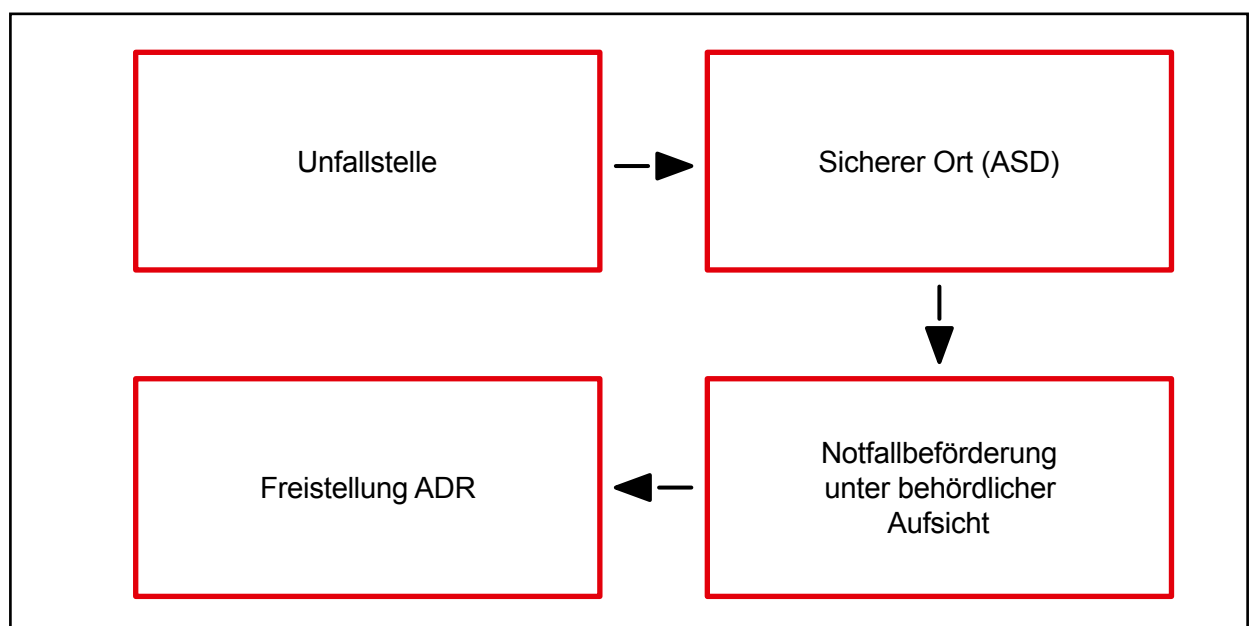 Unfallstelle
Sicherer Ort (ASD)
Notfallbeförderung
unter behördlicher
Aufsicht
Freistellung ADR